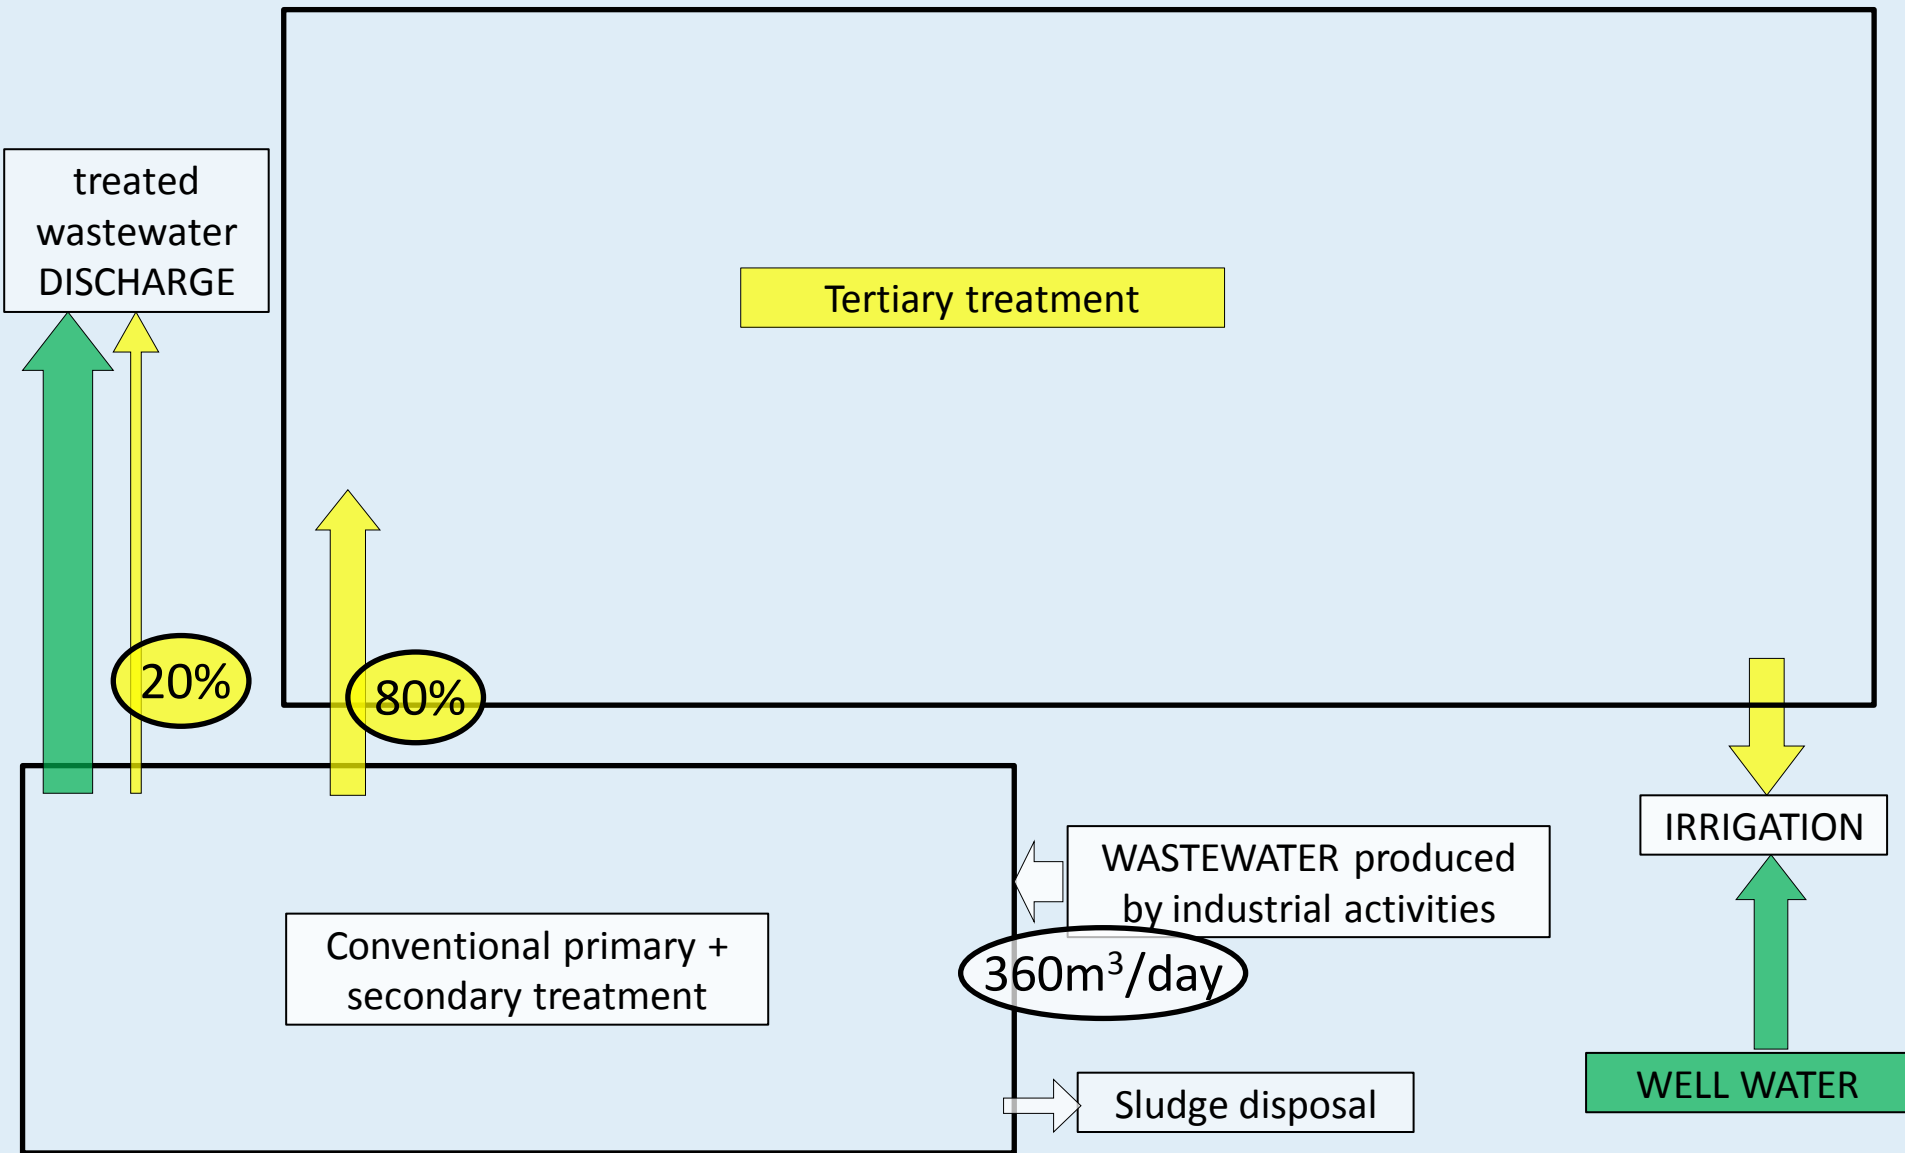 treated
wastewater
DISCHARGE
Tertiary treatment
20%
80%
IRRIGATION
WASTEWATER produced
by industrial activities
Conventional primary +
secondary treatment
360m³/day
WELL WATER
Sludge disposal